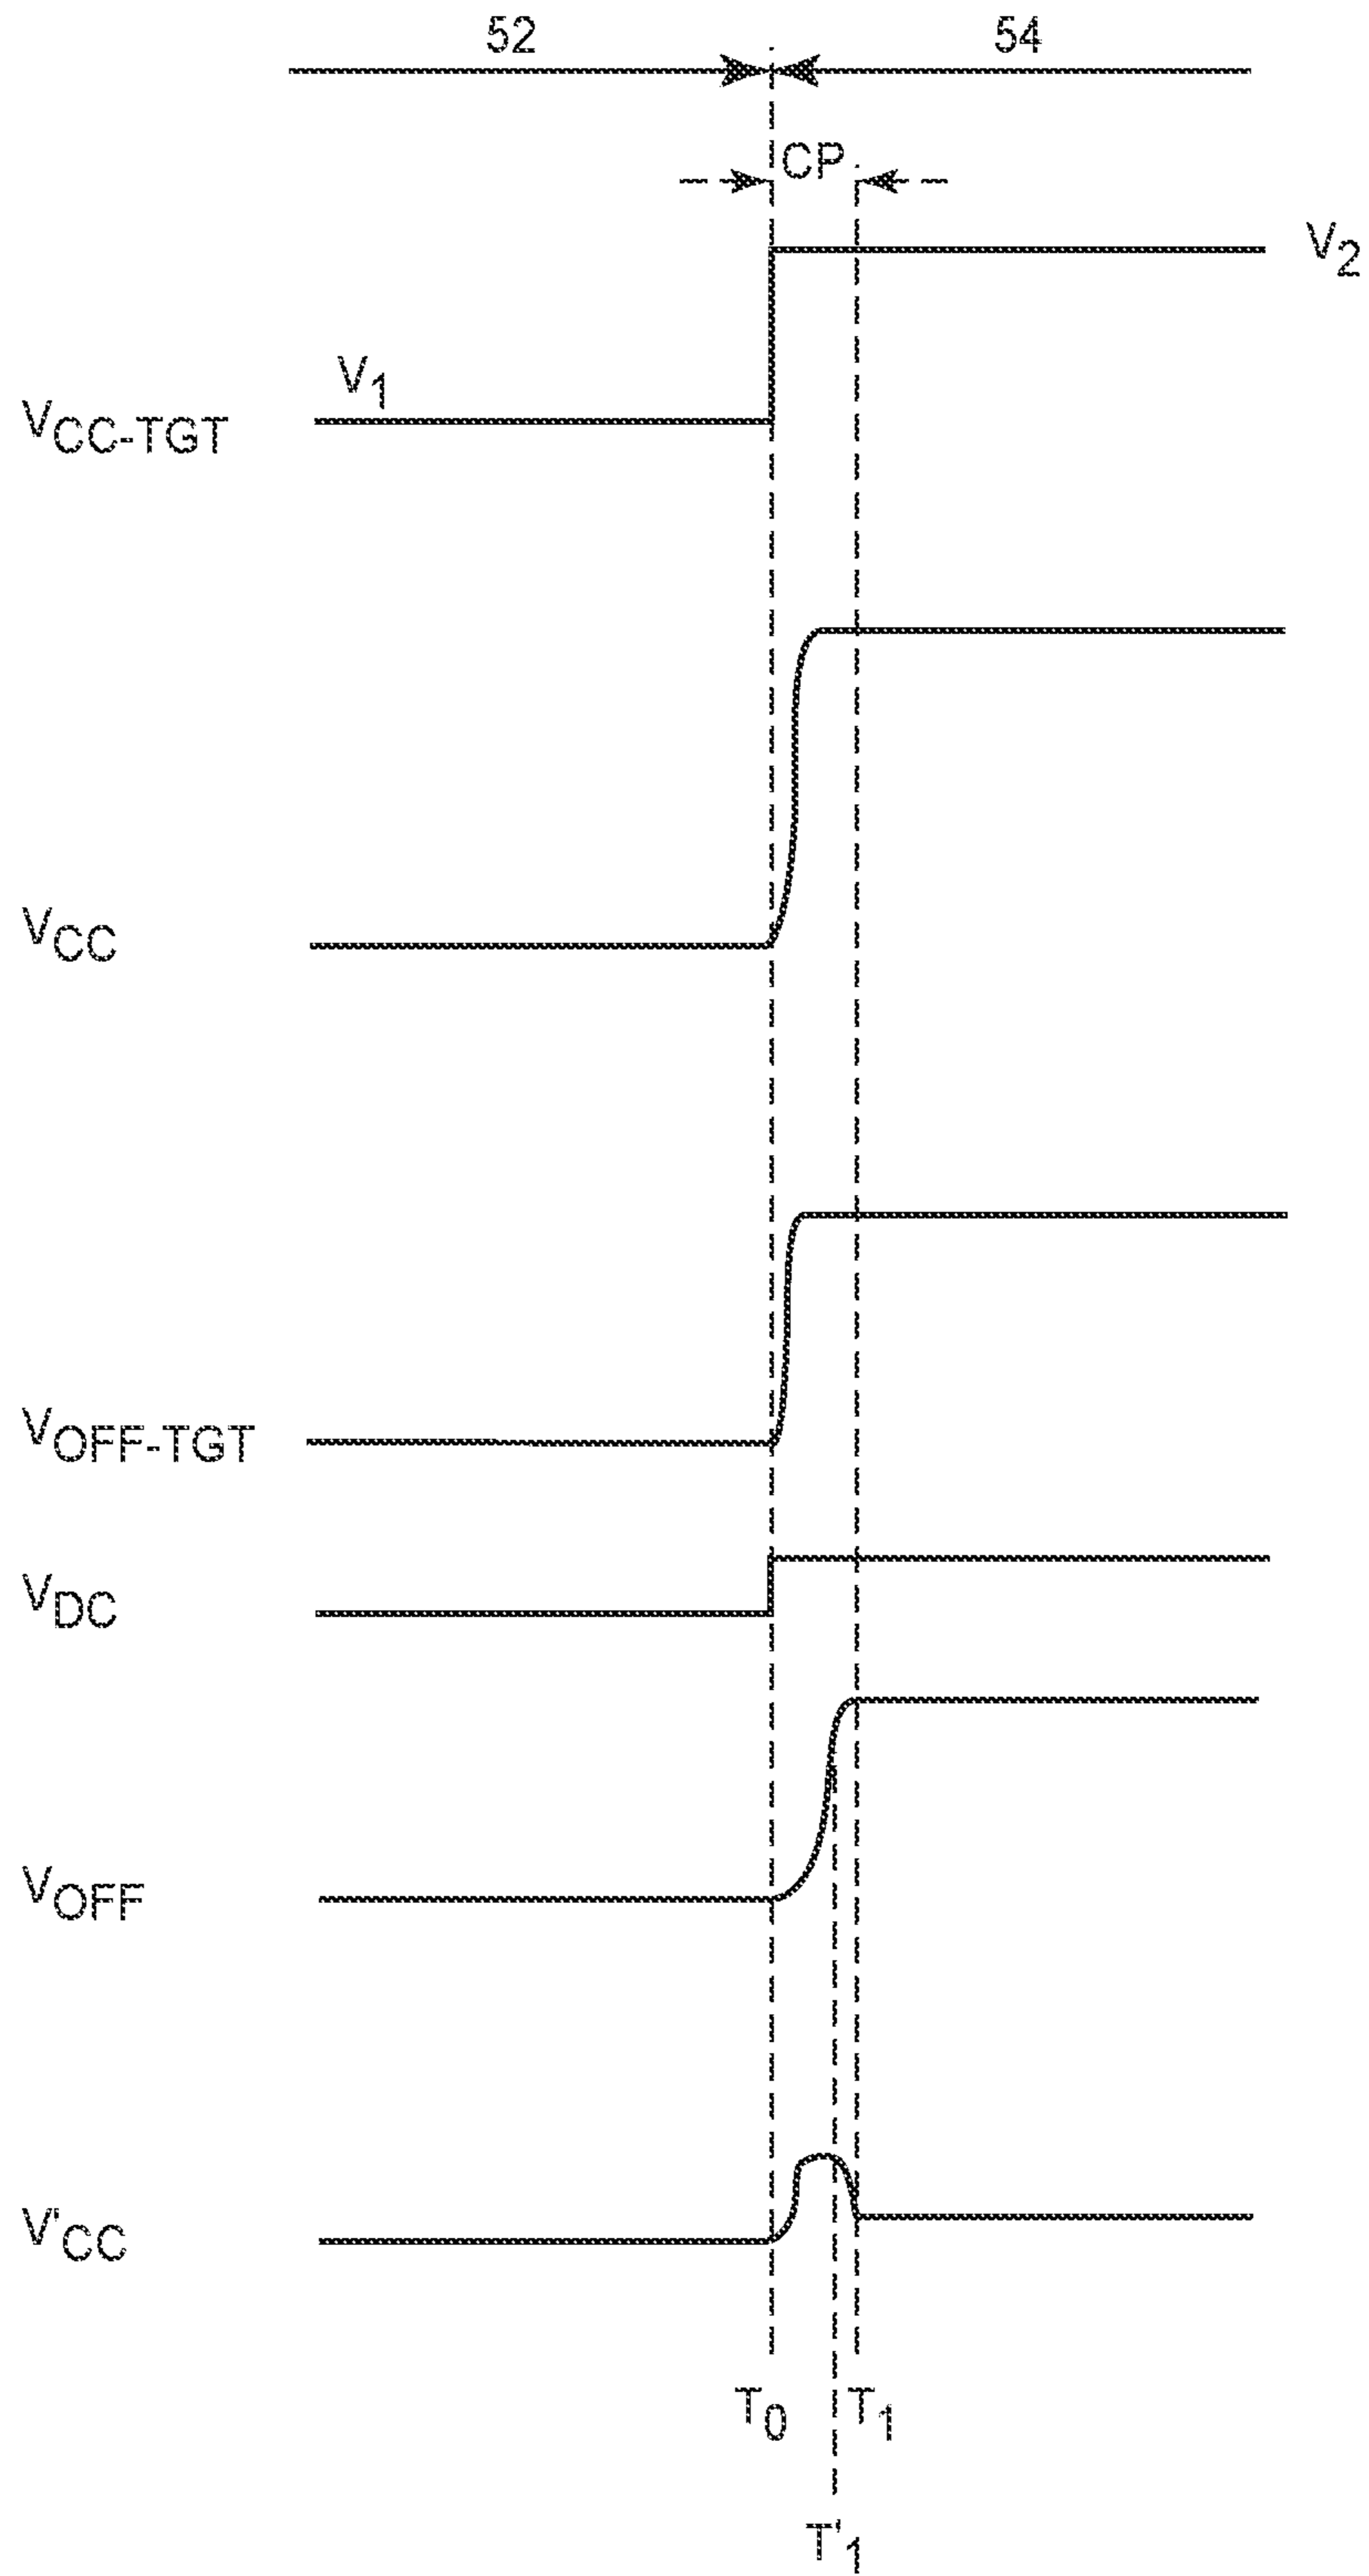 52 54
CP
V2
V1
VCC-TGT
VCC
VOFF-TGT
VDC
VOFF
V'CC
T0 T1
T'1